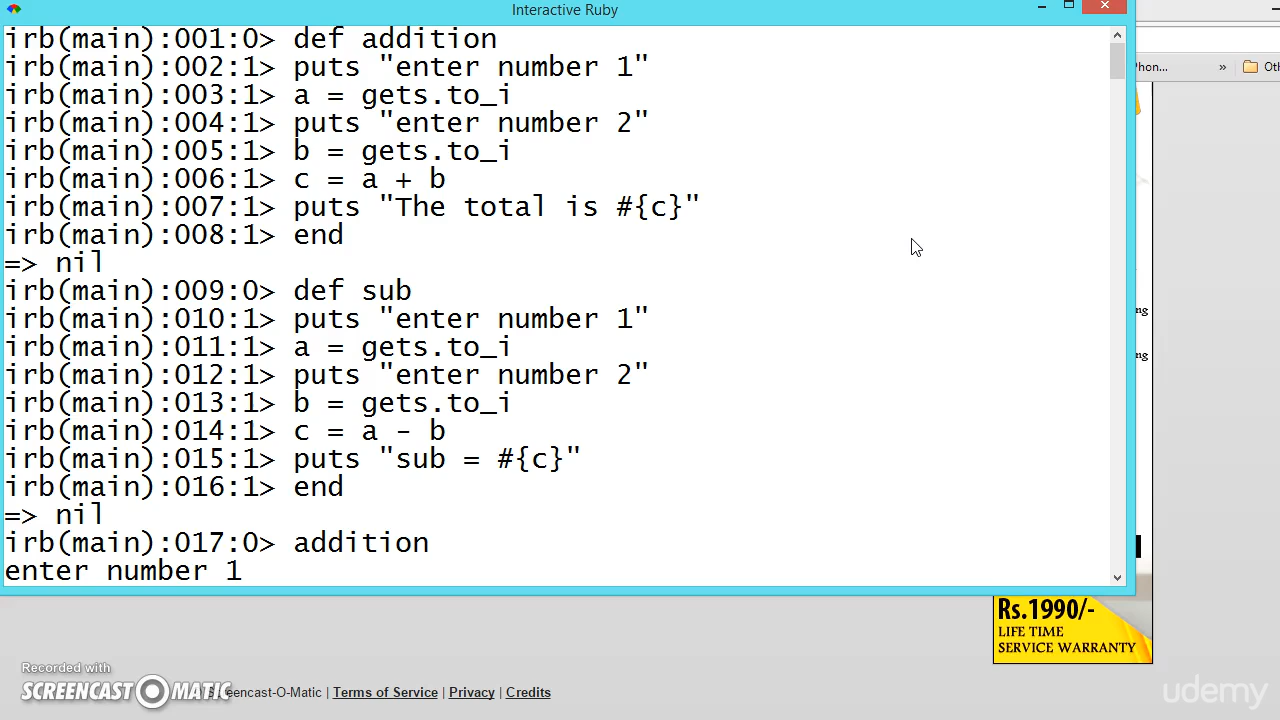 Interactive Ruby
irb(main):001:0> def addition
irb(main):002:1> puts "enter number 1"
irb(main):003:1> a = gets.to_i
irb(main):004:1> puts "enter number 2"
irb(main):005:1> b = gets.to_i
irb(main):006:1> c = a + b
irb(main):007:1> puts "The total is #{c}"
irb(main):008:1> end
=> nil
irb(main):009:0> def sub
irb(main):010:1> puts "enter number 1"
irb(main):011:1> a = gets.to_i
irb(main):012:1> puts "enter number 2"
irb(main):013:1> b = gets.to_i
irb(main):014:1> c = a - b
irb(main):015:1> puts "sub = #{c}"
irb(main):016:1> end
=> nil
irb(main):017:0> addition
enter number 1
Phon... » Oth
ng
ng
Rs.1990/-
LIFE TIME
SERVICE WARRANTY
Recorded with
SCREENCAST-O-MATIC
Screencast-O-Matic | Terms of Service | Privacy | Credits
udemy